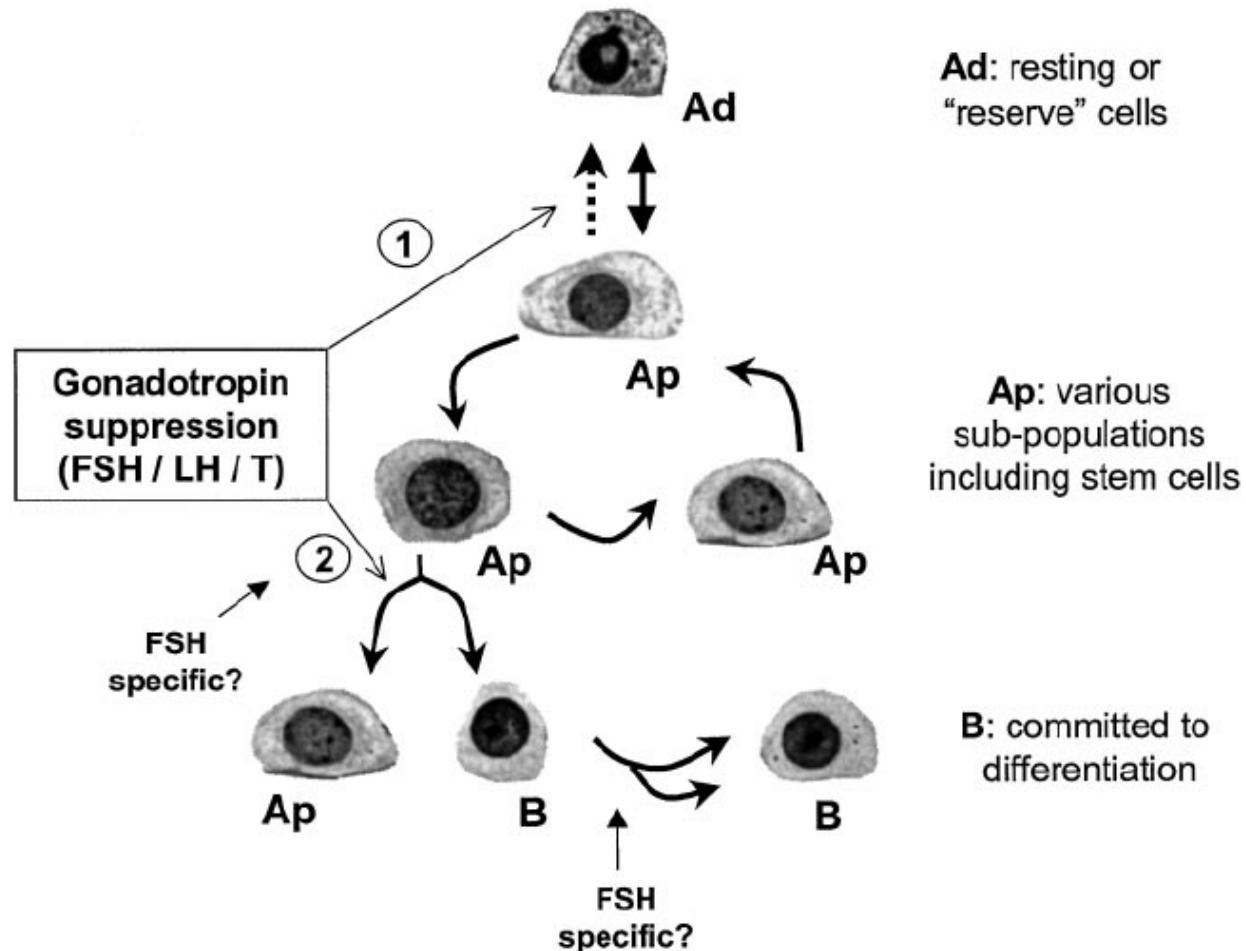 Ad
Ad: resting or
“reserve” cells
1
Ap
Gonadotropin
suppression
(FSH / LH / T)
Ap: various
sub-populations
including stem cells
2
Ap
Ap
FSH
specific?
B: committed to
differentiation
Ap
B
B
FSH
specific?